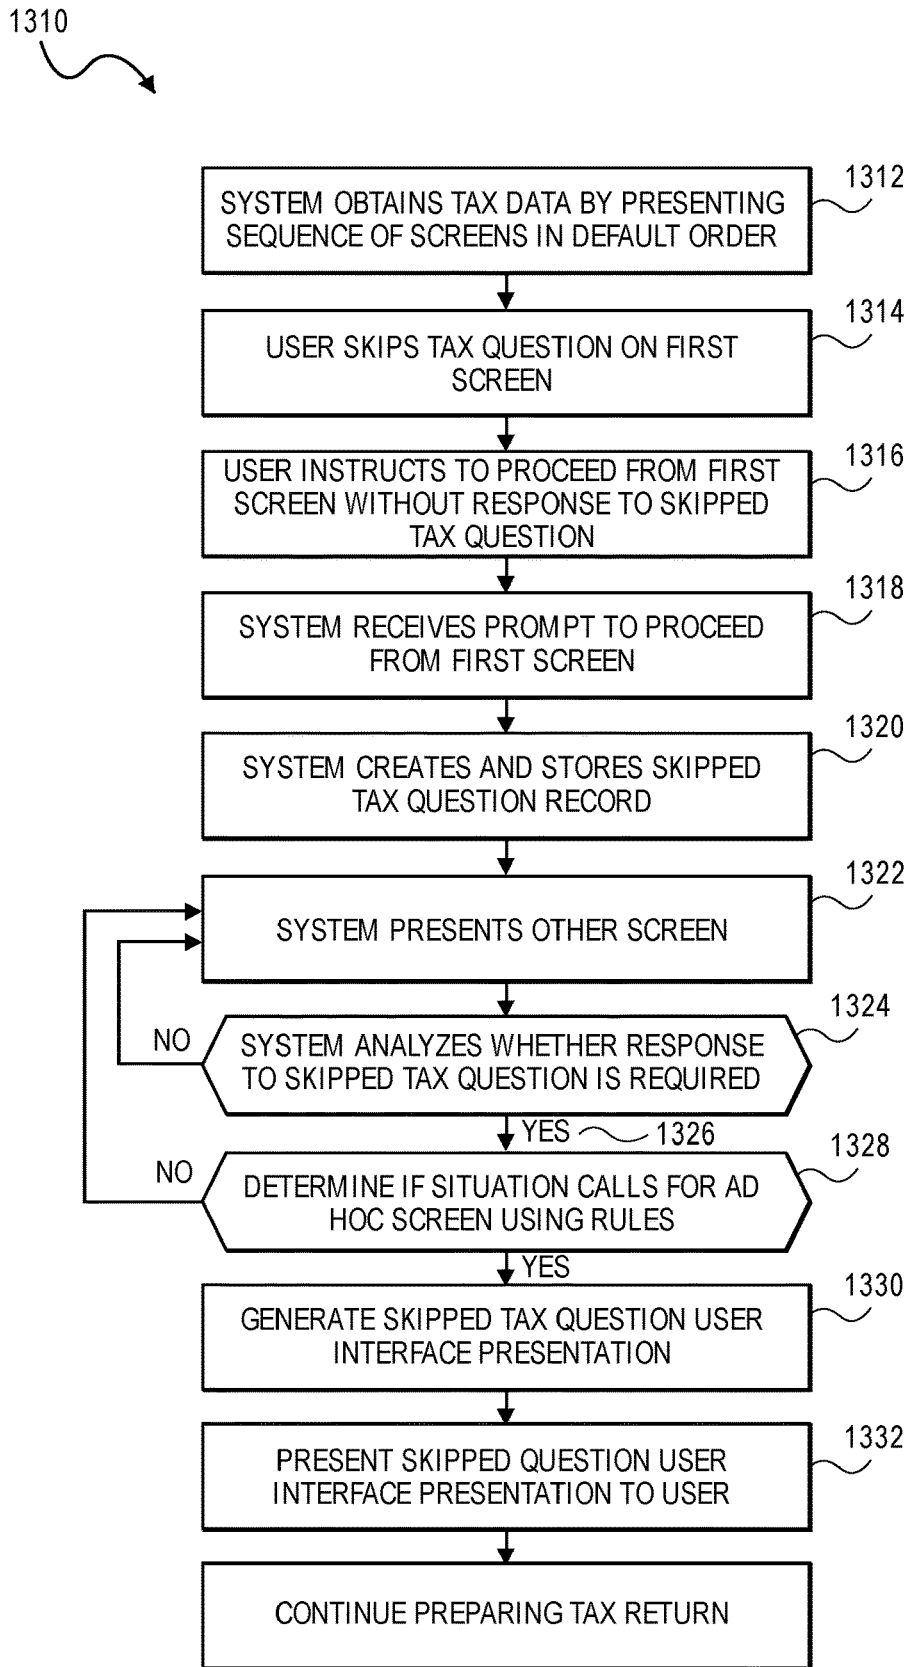 1310
SYSTEM OBTAINS TAX DATA BY PRESENTING
SEQUENCE OF SCREENS IN DEFAULT ORDER
1312
USER SKIPS TAX QUESTION ON FIRST
SCREEN
1314
USER INSTRUCTS TO PROCEED FROM FIRST
SCREEN WITHOUT RESPONSE TO SKIPPED
TAX QUESTION
1316
SYSTEM RECEIVES PROMPT TO PROCEED
FROM FIRST SCREEN
1318
SYSTEM CREATES AND STORES SKIPPED
TAX QUESTION RECORD
1320
SYSTEM PRESENTS OTHER SCREEN
1322
NO
SYSTEM ANALYZES WHETHER RESPONSE
TO SKIPPED TAX QUESTION IS REQUIRED
1324
YES
1326
NO
DETERMINE IF SITUATION CALLS FOR AD
HOC SCREEN USING RULES
1328
YES
GENERATE SKIPPED TAX QUESTION USER
INTERFACE PRESENTATION
1330
PRESENT SKIPPED QUESTION USER
INTERFACE PRESENTATION TO USER
1332
CONTINUE PREPARING TAX RETURN